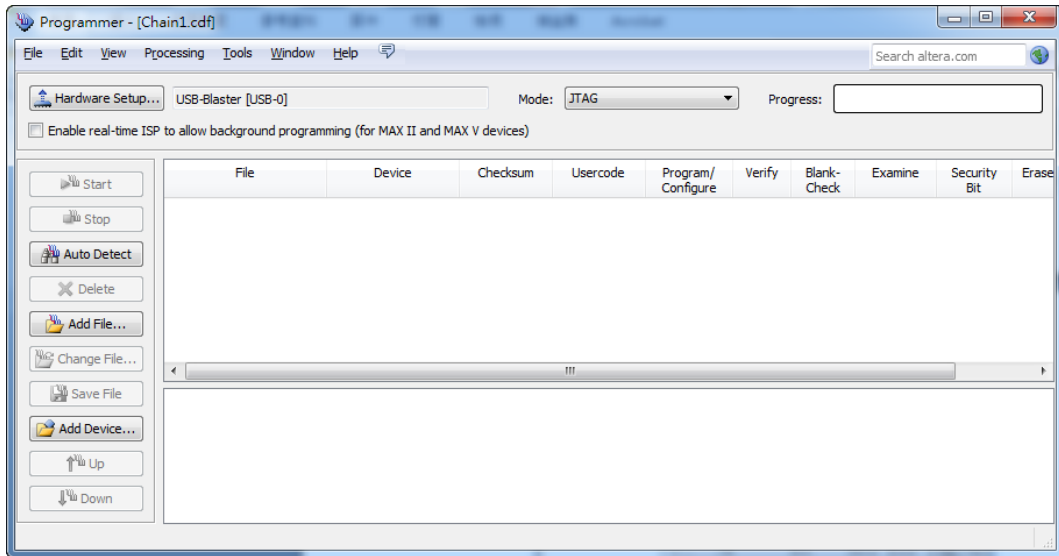 Programmer - [Chain1.cdf]
File Edit View Processing Tools Window Help
Search altera.com
Hardware Setup... USB-Blaster [USB-0] Mode: JTAG Progress:
Enable real-time ISP to allow background programming (for MAX II and MAX V devices)
File Device Checksum Usercode Program/ Configure Verify Blank- Check Examine Security Bit Erase
Start
Stop
Auto Detect
Delete
Add File...
Change File...
Save File
Add Device...
Up
Down